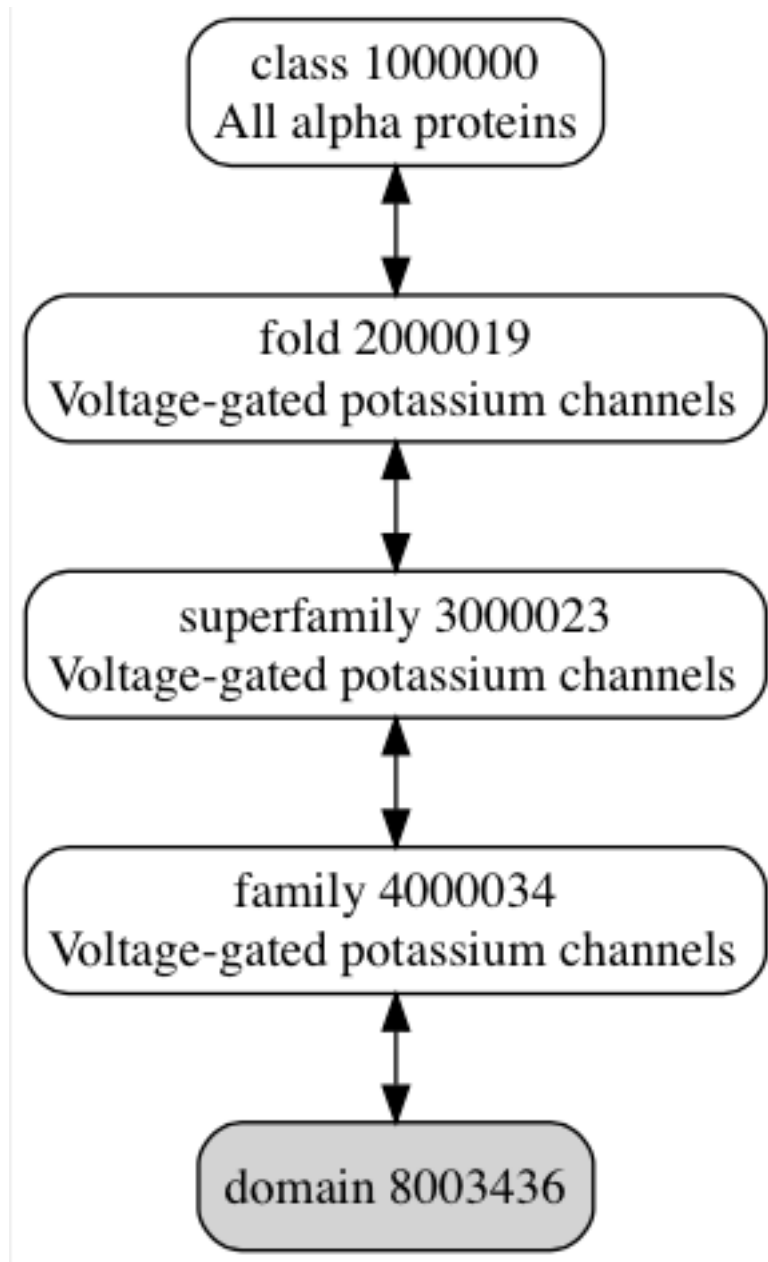 class 1000000
All alpha proteins
fold 2000019
Voltage-gated potassium channels
superfamily 3000023
Voltage-gated potassium channels
family 4000034
Voltage-gated potassium channels
domain 8003436